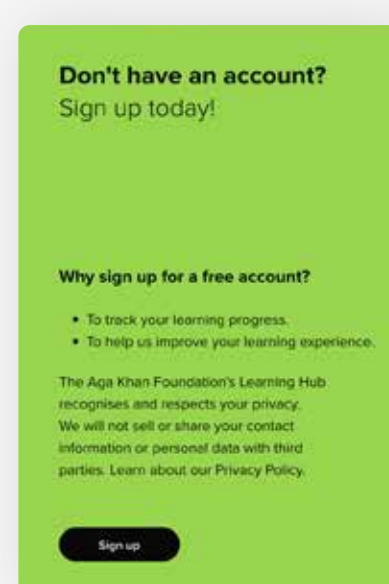 Don't have an account?
Sign up today!
Why sign up for a free account?
• To track your learning progress.
• To help us improve your learning experience.
The Aga Khan Foundation's Learning Hub
recognises and respects your privacy.
We will not sell or share your contact
information or personal data with third
parties. Learn about our Privacy Policy.
Sign up